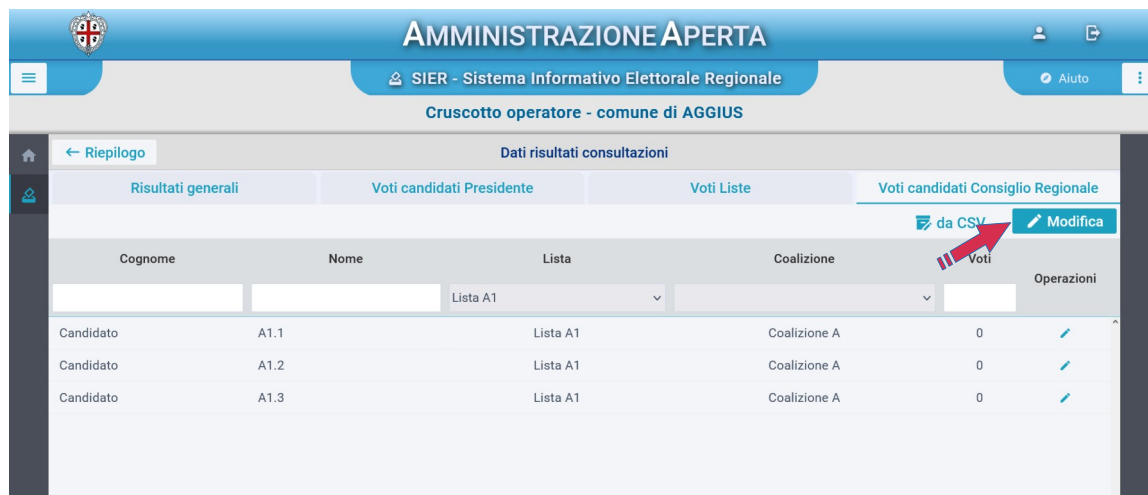 AMMINISTRAZIONE APERTA
SIER - Sistema Informativo Elettorale Regionale
Aiuto
Cruscotto operatore - comune di AGGIUS
← Riepilogo
Dati risultati consultazioni
Risultati generali Voti candidati Presidente Voti Liste Voti candidati Consiglio Regionale
da CSV Modifica
Cognome Nome Lista Coalizione Voti Operazioni
Lista A1
Candidato A1.1 Lista A1 Coalizione A 0
Candidato A1.2 Lista A1 Coalizione A 0
Candidato A1.3 Lista A1 Coalizione A 0